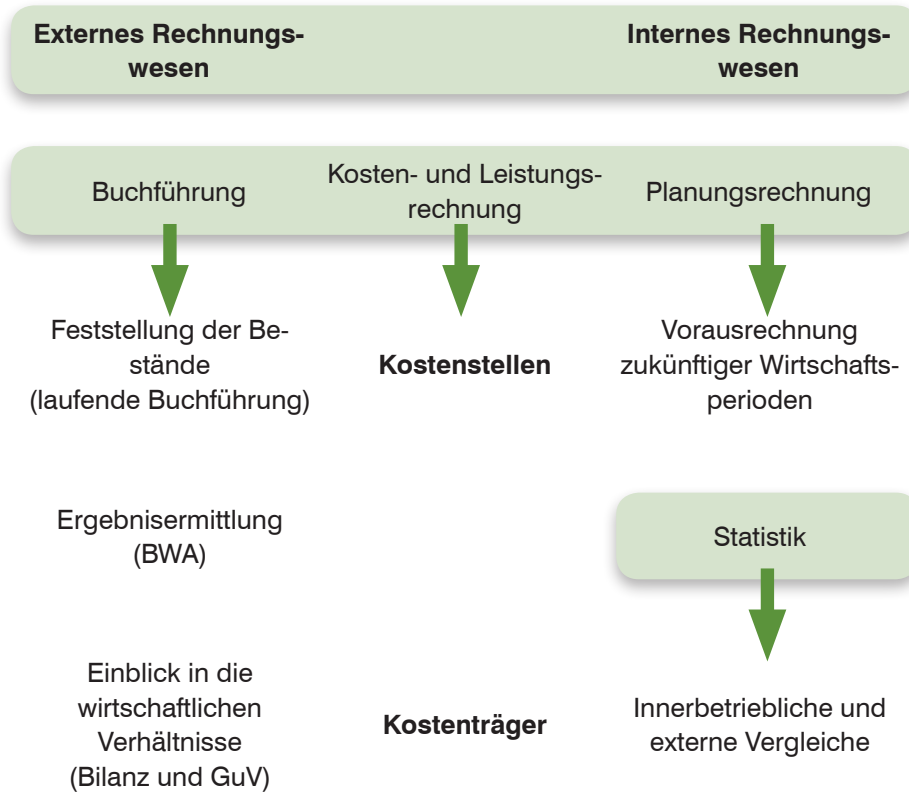 Externes Rechnungs-
wesen
Internes Rechnungs-
wesen
Buchführung
Kosten- und Leistungs-
rechnung
Planungsrechnung
Feststellung der Be-
stände
(laufende Buchführung)
Kostenstellen
Vorausrechnung
zukünftiger Wirtschafts-
perioden
Ergebnisermittlung
(BWA)
Statistik
Einblick in die
wirtschaftlichen
Verhältnisse
(Bilanz und GuV)
Kostenträger
Innerbetriebliche und
externe Vergleiche